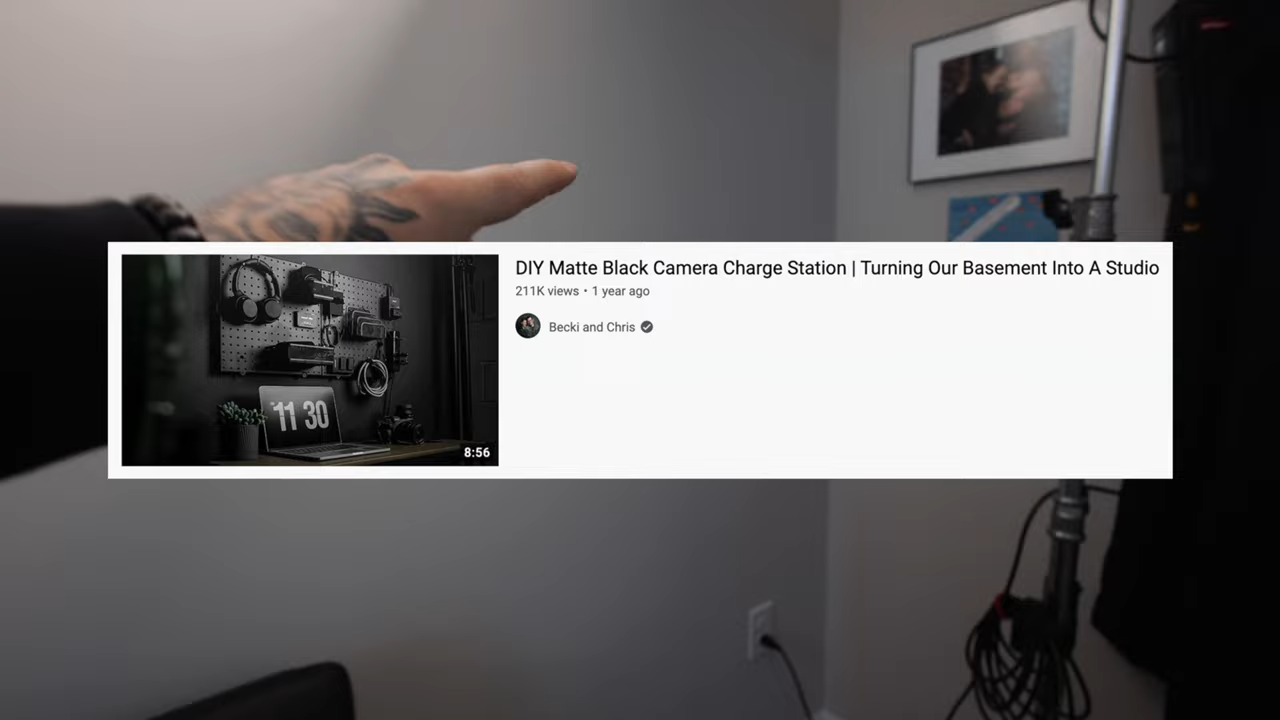 DIY Matte Black Camera Charge Station | Turning Our Basement Into A Studio
211K views • 1 year ago
Becki and Chris
11 30
8:56